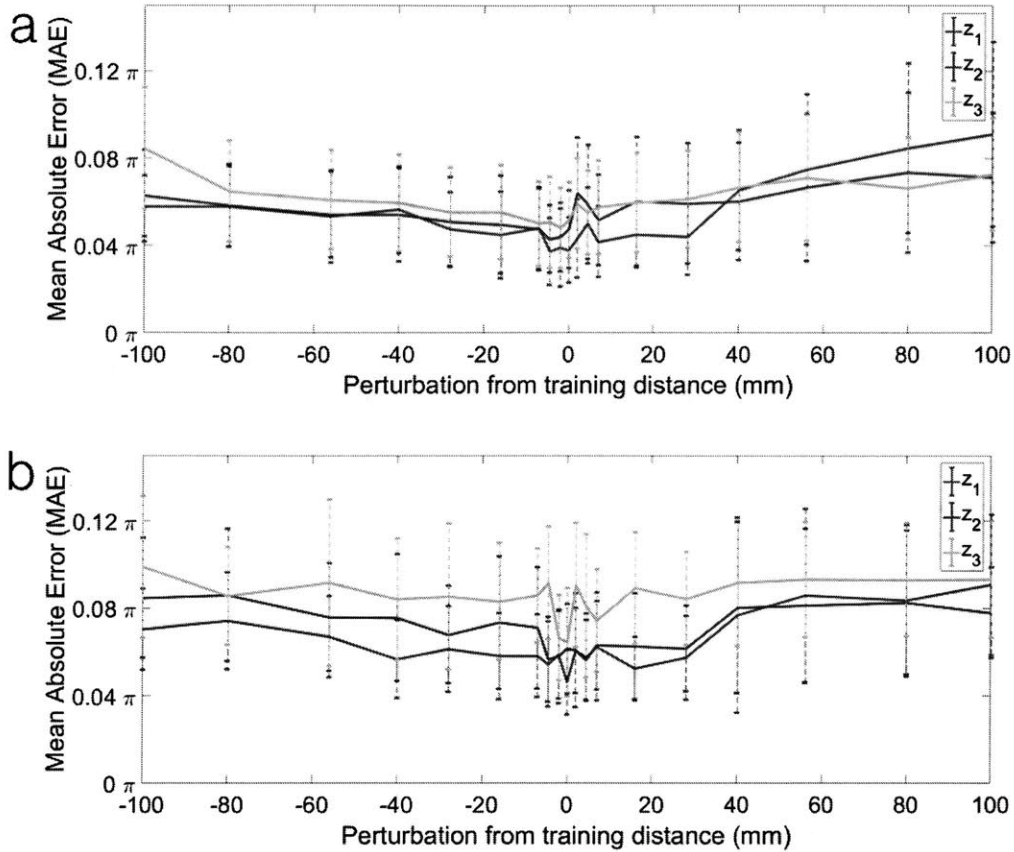 a
Mean Absolute Error (MAE)
0.12 π
0.08 π
0.04 π
0 π
z1
z2
z3
-100 -80 -60 -40 -20 0 20 40 60 80 100
Perturbation from training distance (mm)
b
Mean Absolute Error (MAE)
0.12 π
0.08 π
0.04 π
0 π
z1
z2
z3
-100 -80 -60 -40 -20 0 20 40 60 80 100
Perturbation from training distance (mm)